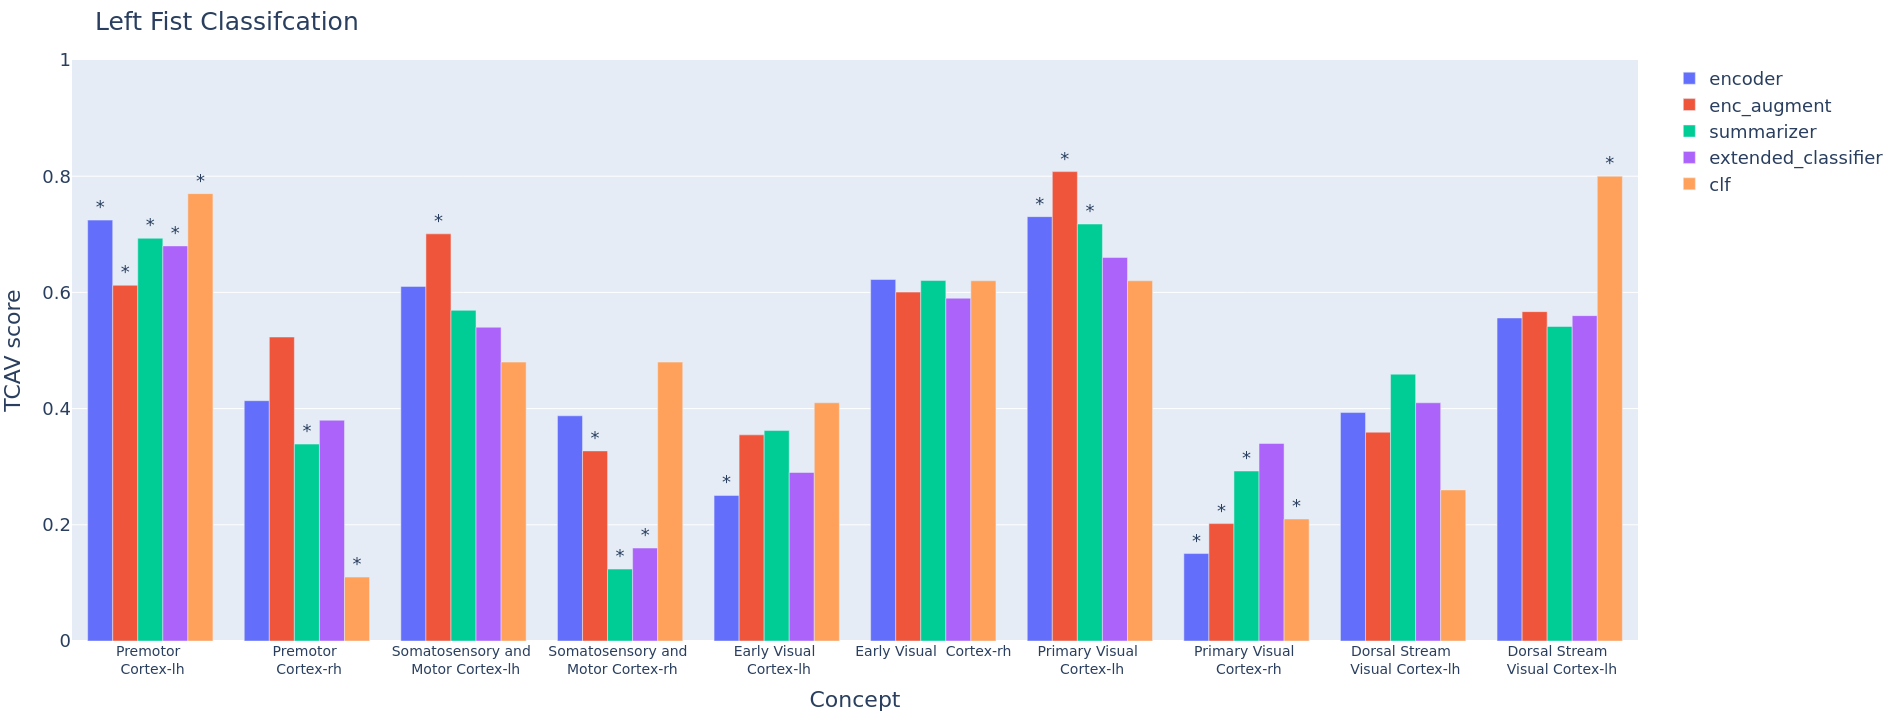 Left Fist Classifcation
1
0.8
0.6
0.4
0.2
0
TCAV score
* * * * *
* *
*
* * *
*
* * *
* * * *
*
Premotor
Cortex-lh
Premotor
Cortex-rh
Somatosensory and
Motor Cortex-lh
Somatosensory and
Motor Cortex-rh
Early Visual
Cortex-lh
Early Visual  Cortex-rh
Primary Visual
Cortex-lh
Primary Visual
Cortex-rh
Dorsal Stream
Visual Cortex-lh
Dorsal Stream
Visual Cortex-lh
Concept
encoder
enc_augment
summarizer
extended_classifier
clf